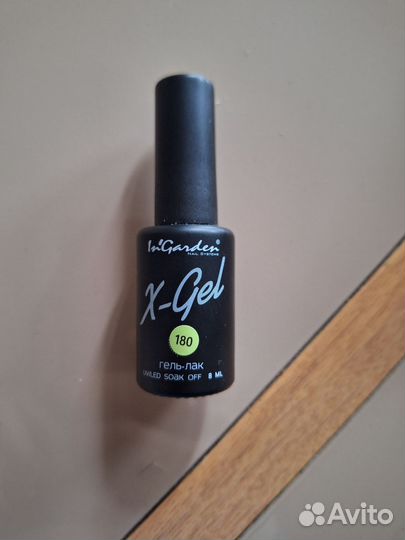 In'Garden®
NAIL SYSTEMS
X-Gel
180
гель-лак
UV/LED SOAK OFF 8 ML
Avito